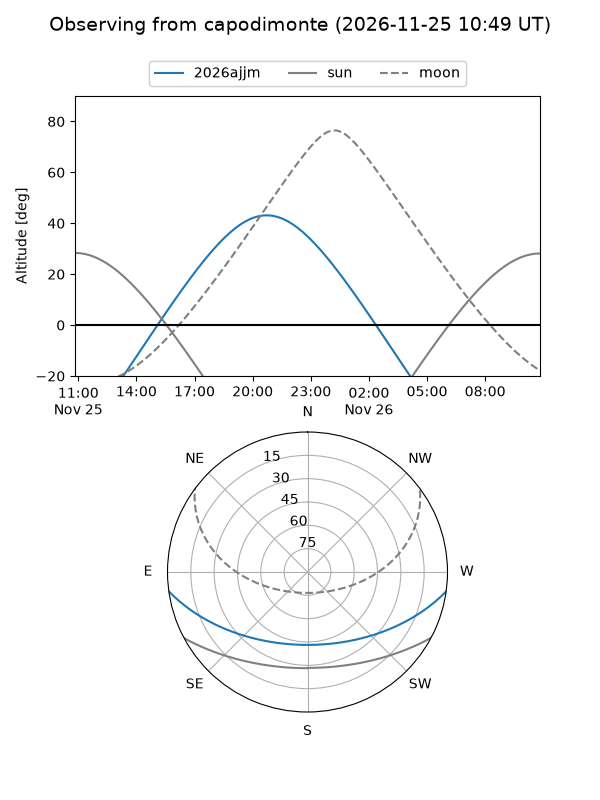 Observing from capodimonte (2026-11-25 10:49 UT)
2026ajjm sun moon
Altitude [deg]
80
60
40
20
0
−20
11:00 14:00 17:00 20:00 23:00 02:00 05:00 08:00
Nov 25 Nov 26
N
NE NW
15
30
45
60
75
E W
SE SW
S